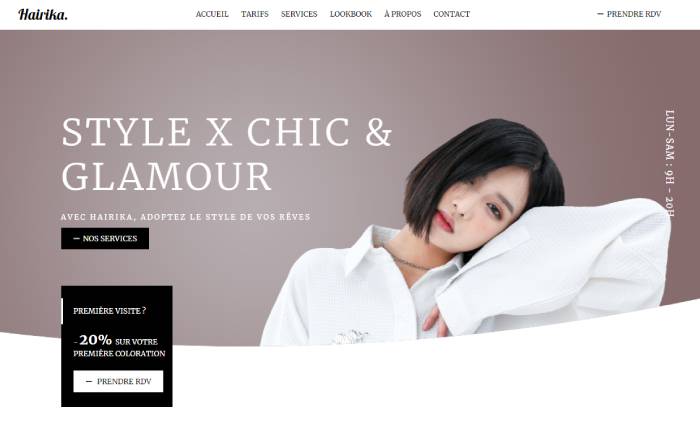 Hairika.
ACCUEIL TARIFS SERVICES LOOKBOOK À PROPOS CONTACT
— PRENDRE RDV
STYLE X CHIC &
GLAMOUR
AVEC HAIRIKA, ADOPTEZ LE STYLE DE VOS RÊVES
— NOS SERVICES
LUN-SAM : 9H - 20H
PREMIÈRE VISITE ?
-20% SUR VOTRE
PREMIÈRE COLORATION
— PRENDRE RDV